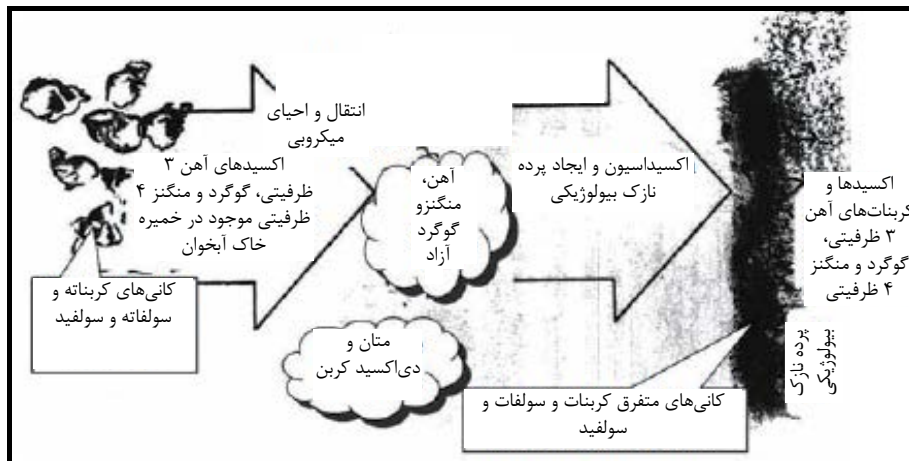 انتقال و احیای
میکروبی
اکسیدهای آهن ۳
ظرفیتی، گوگرد و منگنز ۴
ظرفیتی موجود در خمیره
خاک آبخوان
کانی‌های کربناته و
سولفاته و سولفید
آهن،
منگنزو
گوگرد
آزاد
متان و
دی‌اکسید کربن
اکسیداسیون و ایجاد پرده
نازک بیولوژیکی
کانی‌های متفرق کربنات و سولفات و
سولفید
اکسیدها و
کربنات‌های آهن
۳ ظرفیتی،
گوگرد و منگنز
۴ ظرفیتی
پرده نازک
بیولوژیکی